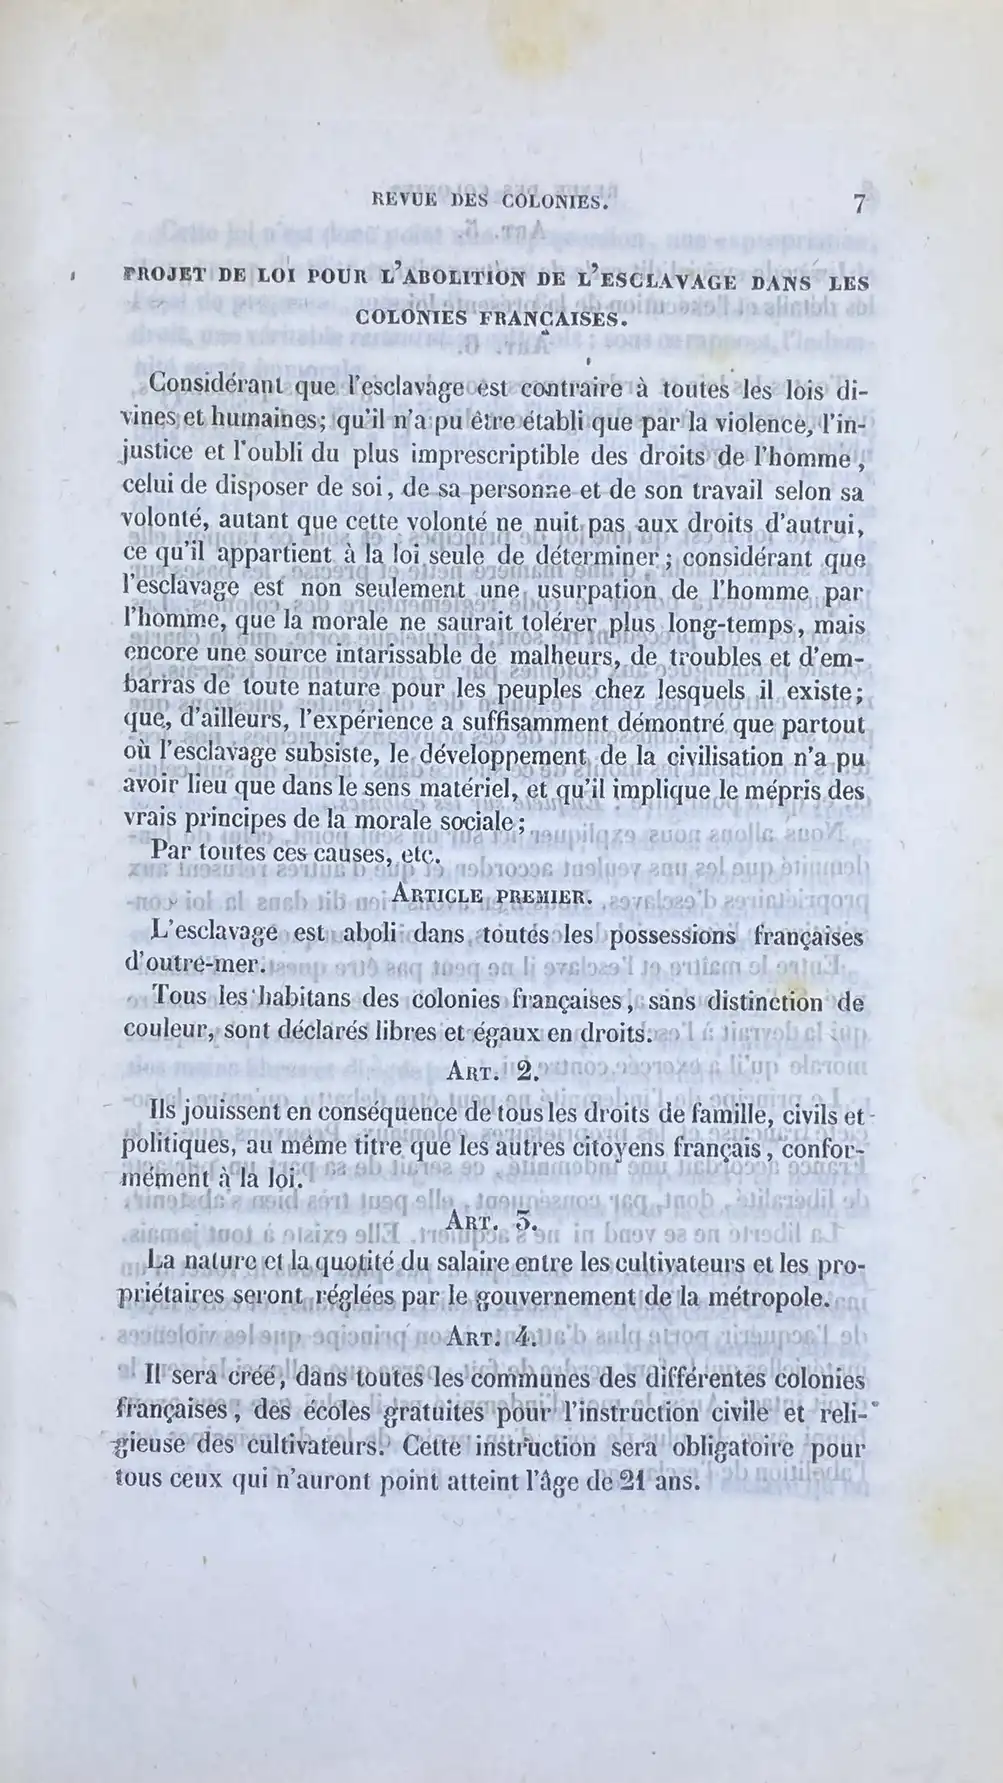 REVUE DES COLONIES. 7
PROJET DE LOI POUR L'ABOLITION DE L'ESCLAVAGE DANS LES
COLONIES FRANÇAISES.
Considérant que l'esclavage est contraire à toutes les lois di-
vines et humaines; qu'il n'a pu être établi que par la violence, l'in-
justice et l'oubli du plus imprescriptible des droits de l'homme,
celui de disposer de soi, de sa personne et de son travail selon sa
volonté, autant que cette volonté ne nuit pas aux droits d'autrui,
ce qu'il appartient à la loi seule de déterminer; considérant que
l'esclavage est non seulement une usurpation de l'homme par
l'homme, que la morale ne saurait tolérer plus long-temps, mais
encore une source intarissable de malheurs, de troubles et d'em-
barras de toute nature pour les peuples chez lesquels il existe;
que, d'ailleurs, l'expérience a suffisamment démontré que partout
où l'esclavage subsiste, le développement de la civilisation n'a pu
avoir lieu que dans le sens matériel, et qu'il implique le mépris des
vrais principes de la morale sociale;
Par toutes ces causes, etc.
ARTICLE PREMIER.
L'esclavage est aboli dans toutes les possessions françaises
d'outre-mer.
Tous les habitans des colonies françaises, sans distinction de
couleur, sont déclarés libres et égaux en droits.
ART. 2.
Ils jouissent en conséquence de tous les droits de famille, civils et
politiques, au même titre que les autres citoyens français, confor-
mément à la loi.
ART. 3.
La nature et la quotité du salaire entre les cultivateurs et les pro-
priétaires seront réglées par le gouvernement de la métropole.
ART. 4.
Il sera créé, dans toutes les communes des différentes colonies
françaises, des écoles gratuites pour l'instruction civile et reli-
gieuse des cultivateurs. Cette instruction sera obligatoire pour
tous ceux qui n'auront point atteint l'âge de 21 ans.